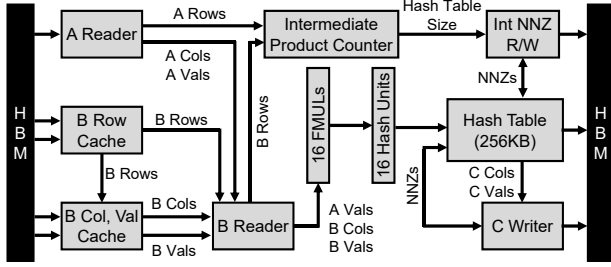 HBM
A Reader
A Rows
A Cols
A Vals
Intermediate
Product Counter
Hash Table
Size
Int NNZ
R/W
HBM
NNZs
B Row
Cache
B Rows
B Rows
B Rows
16 FMULs
16 Hash Units
Hash Table
(256KB)
NNZs
C Cols
C Vals
B Col, Val
Cache
B Cols
B Vals
B Reader
A Vals
B Cols
B Vals
C Writer